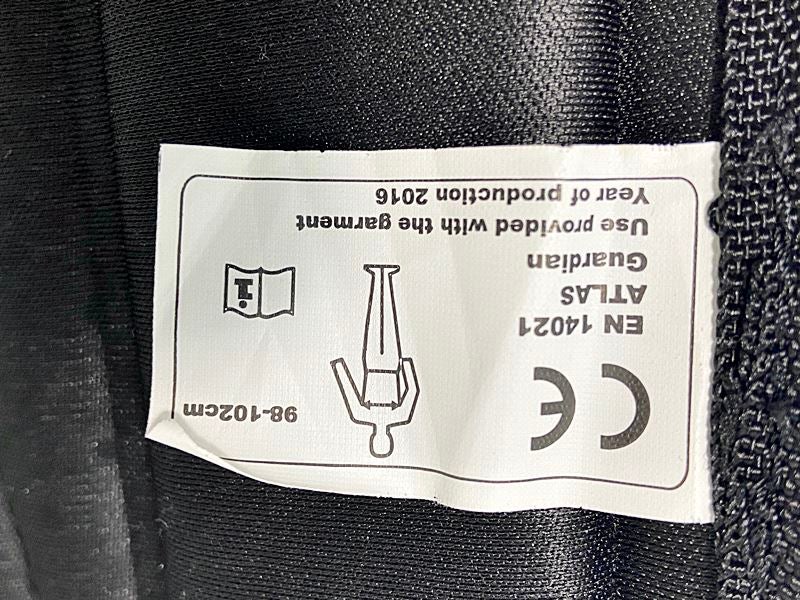 CE
98-102cm
EN 14021
ATLAS
Guardian
i
Use provided with the garment
Year of production 2016